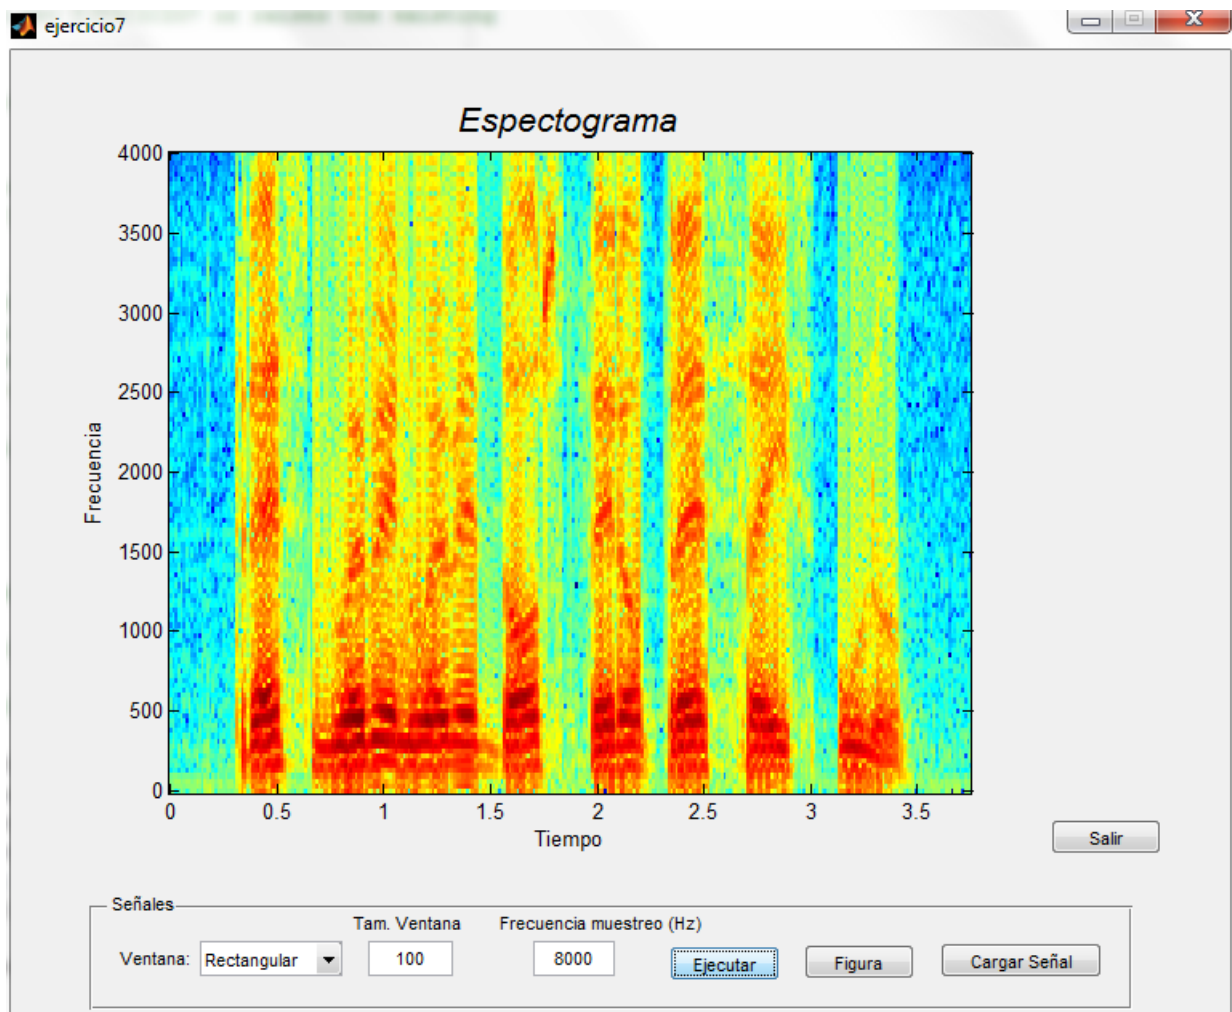 ejercicio7
Espectograma
4000
3500
3000
2500
2000
1500
1000
500
0
Frecuencia
0 0.5 1 1.5 2 2.5 3 3.5
Tiempo
Salir
Señales
Tam. Ventana Frecuencia muestreo (Hz)
Ventana: Rectangular 100 8000 Ejecutar Figura Cargar Señal